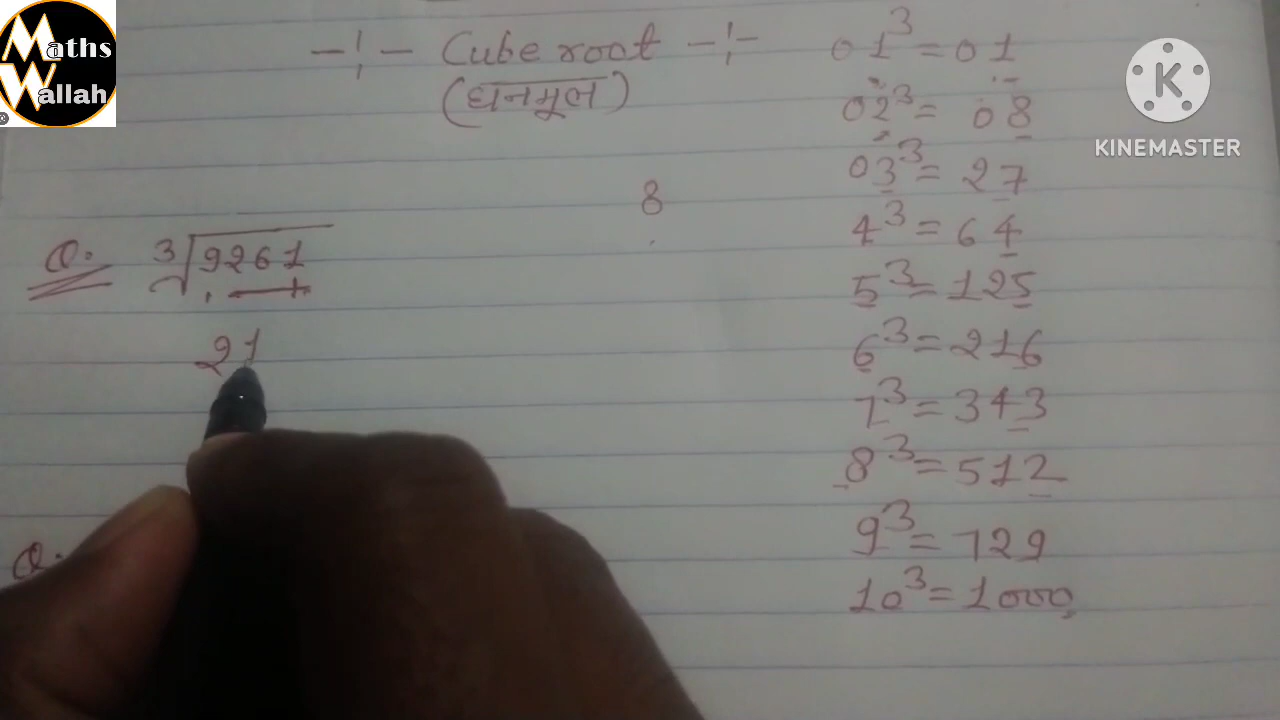 Maths
Wallah
®
-:- Cube root -:-
(घनमूल)
8
Q. ³√9261
21
Q.
01³ = 01
02³ = 08
03³ = 27
4³ = 64
5³ = 125
6³ = 216
7³ = 343
8³ = 512
9³ = 729
10³ = 1000
K
KINEMASTER